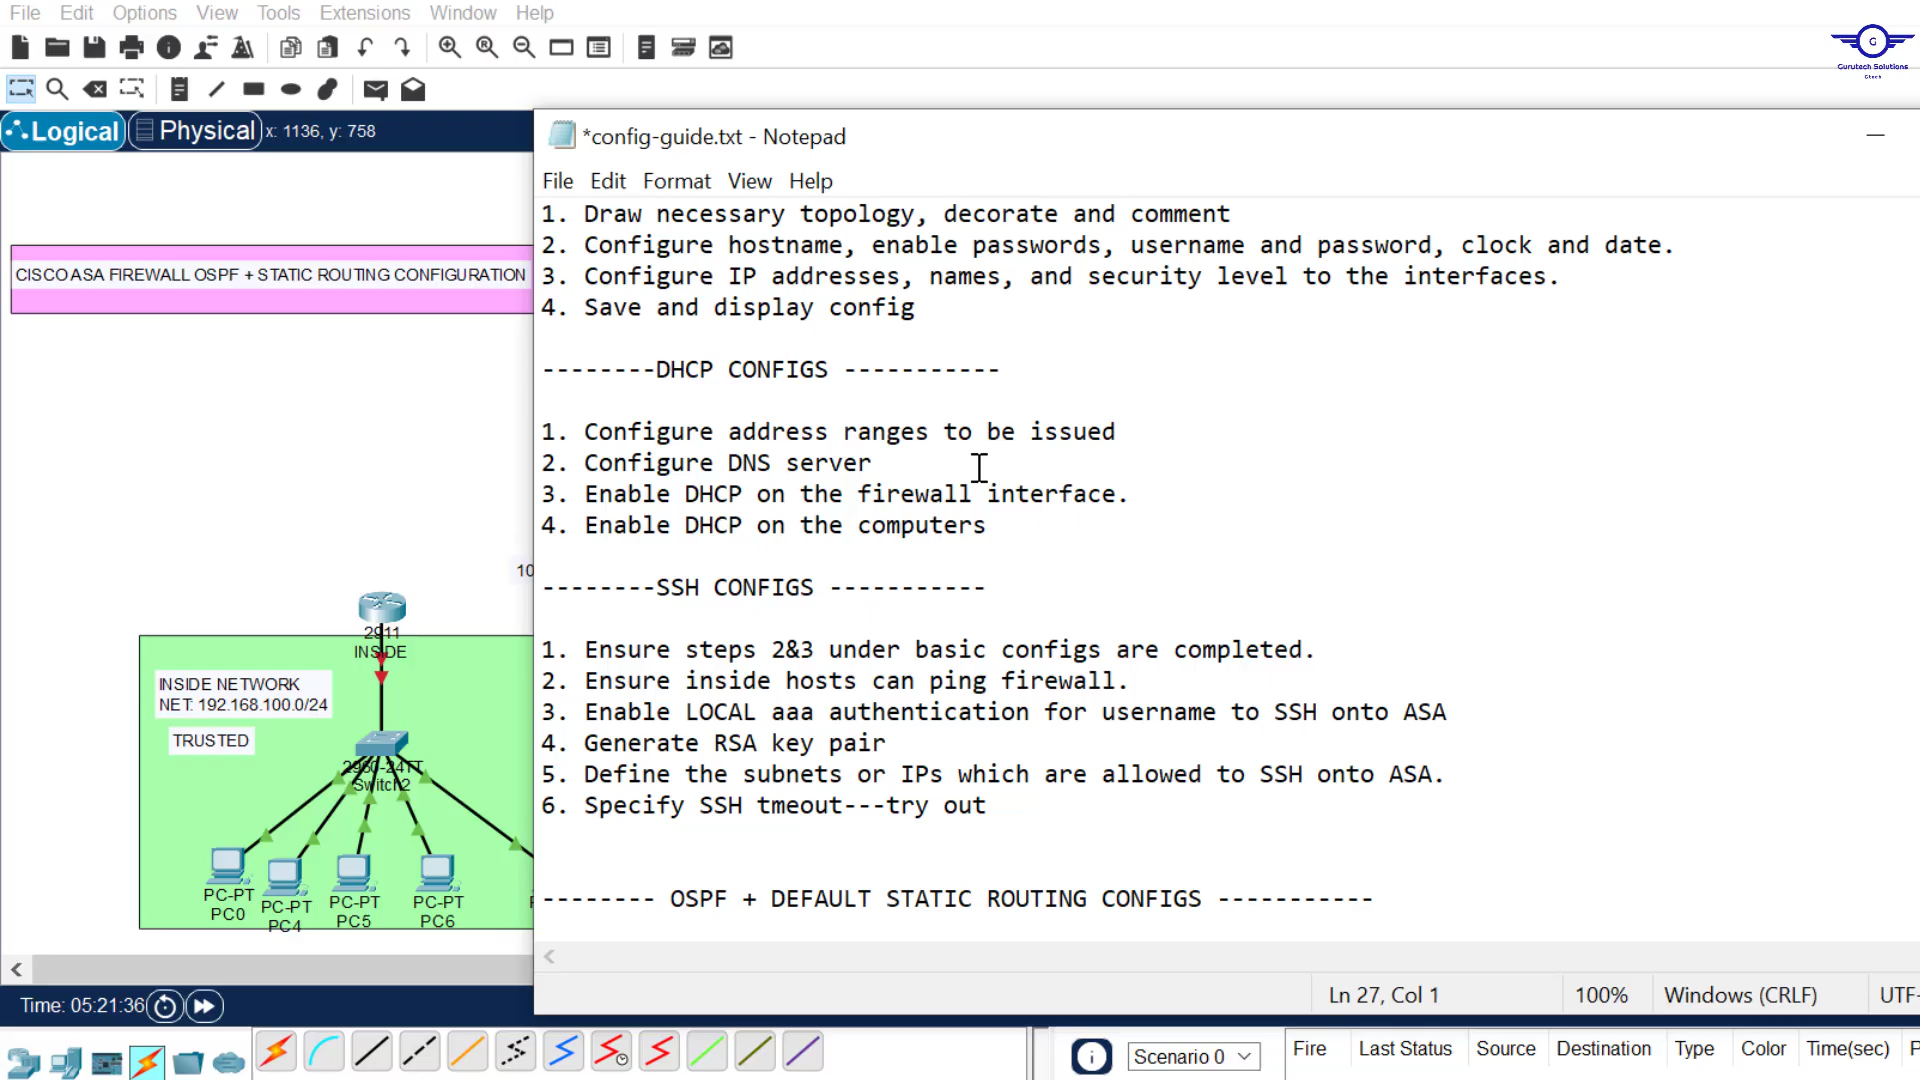 File Edit Options View Tools Extensions Window Help
G
Gurutech Solutions
Gtech
Logical Physical x: 1136, y: 758
*config-guide.txt - Notepad
File Edit Format View Help
1. Draw necessary topology, decorate and comment
2. Configure hostname, enable passwords, username and password, clock and date.
3. Configure IP addresses, names, and security level to the interfaces.
4. Save and display config
--------DHCP CONFIGS -----------
1. Configure address ranges to be issued
2. Configure DNS server
3. Enable DHCP on the firewall interface.
4. Enable DHCP on the computers
--------SSH CONFIGS -----------
1. Ensure steps 2&3 under basic configs are completed.
2. Ensure inside hosts can ping firewall.
3. Enable LOCAL aaa authentication for username to SSH onto ASA
4. Generate RSA key pair
5. Define the subnets or IPs which are allowed to SSH onto ASA.
6. Specify SSH tmeout---try out
-------- OSPF + DEFAULT STATIC ROUTING CONFIGS -----------
Ln 27, Col 1 100% Windows (CRLF) UTF-
CISCO ASA FIREWALL OSPF + STATIC ROUTING CONFIGURATION
10
2911
INSIDE
INSIDE NETWORK
NET: 192.168.100.0/24
TRUSTED
2960-24TT
Switch2
PC-PT
PC0
PC-PT
PC4
PC-PT
PC5
PC-PT
PC6
Time: 05:21:36
Scenario 0
Fire Last Status Source Destination Type Color Time(sec) P